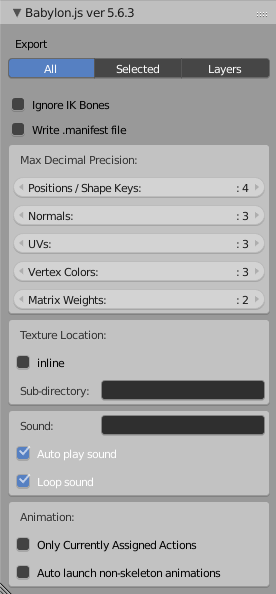 Babylon.js ver 5.6.3
Export
All Selected Layers
Ignore IK Bones
Write .manifest file
Max Decimal Precision:
Positions / Shape Keys: : 4
Normals: : 3
UVs: : 3
Vertex Colors: : 3
Matrix Weights: : 2
Texture Location:
inline
Sub-directory:
Sound:
Auto play sound
Loop sound
Animation:
Only Currently Assigned Actions
Auto launch non-skeleton animations